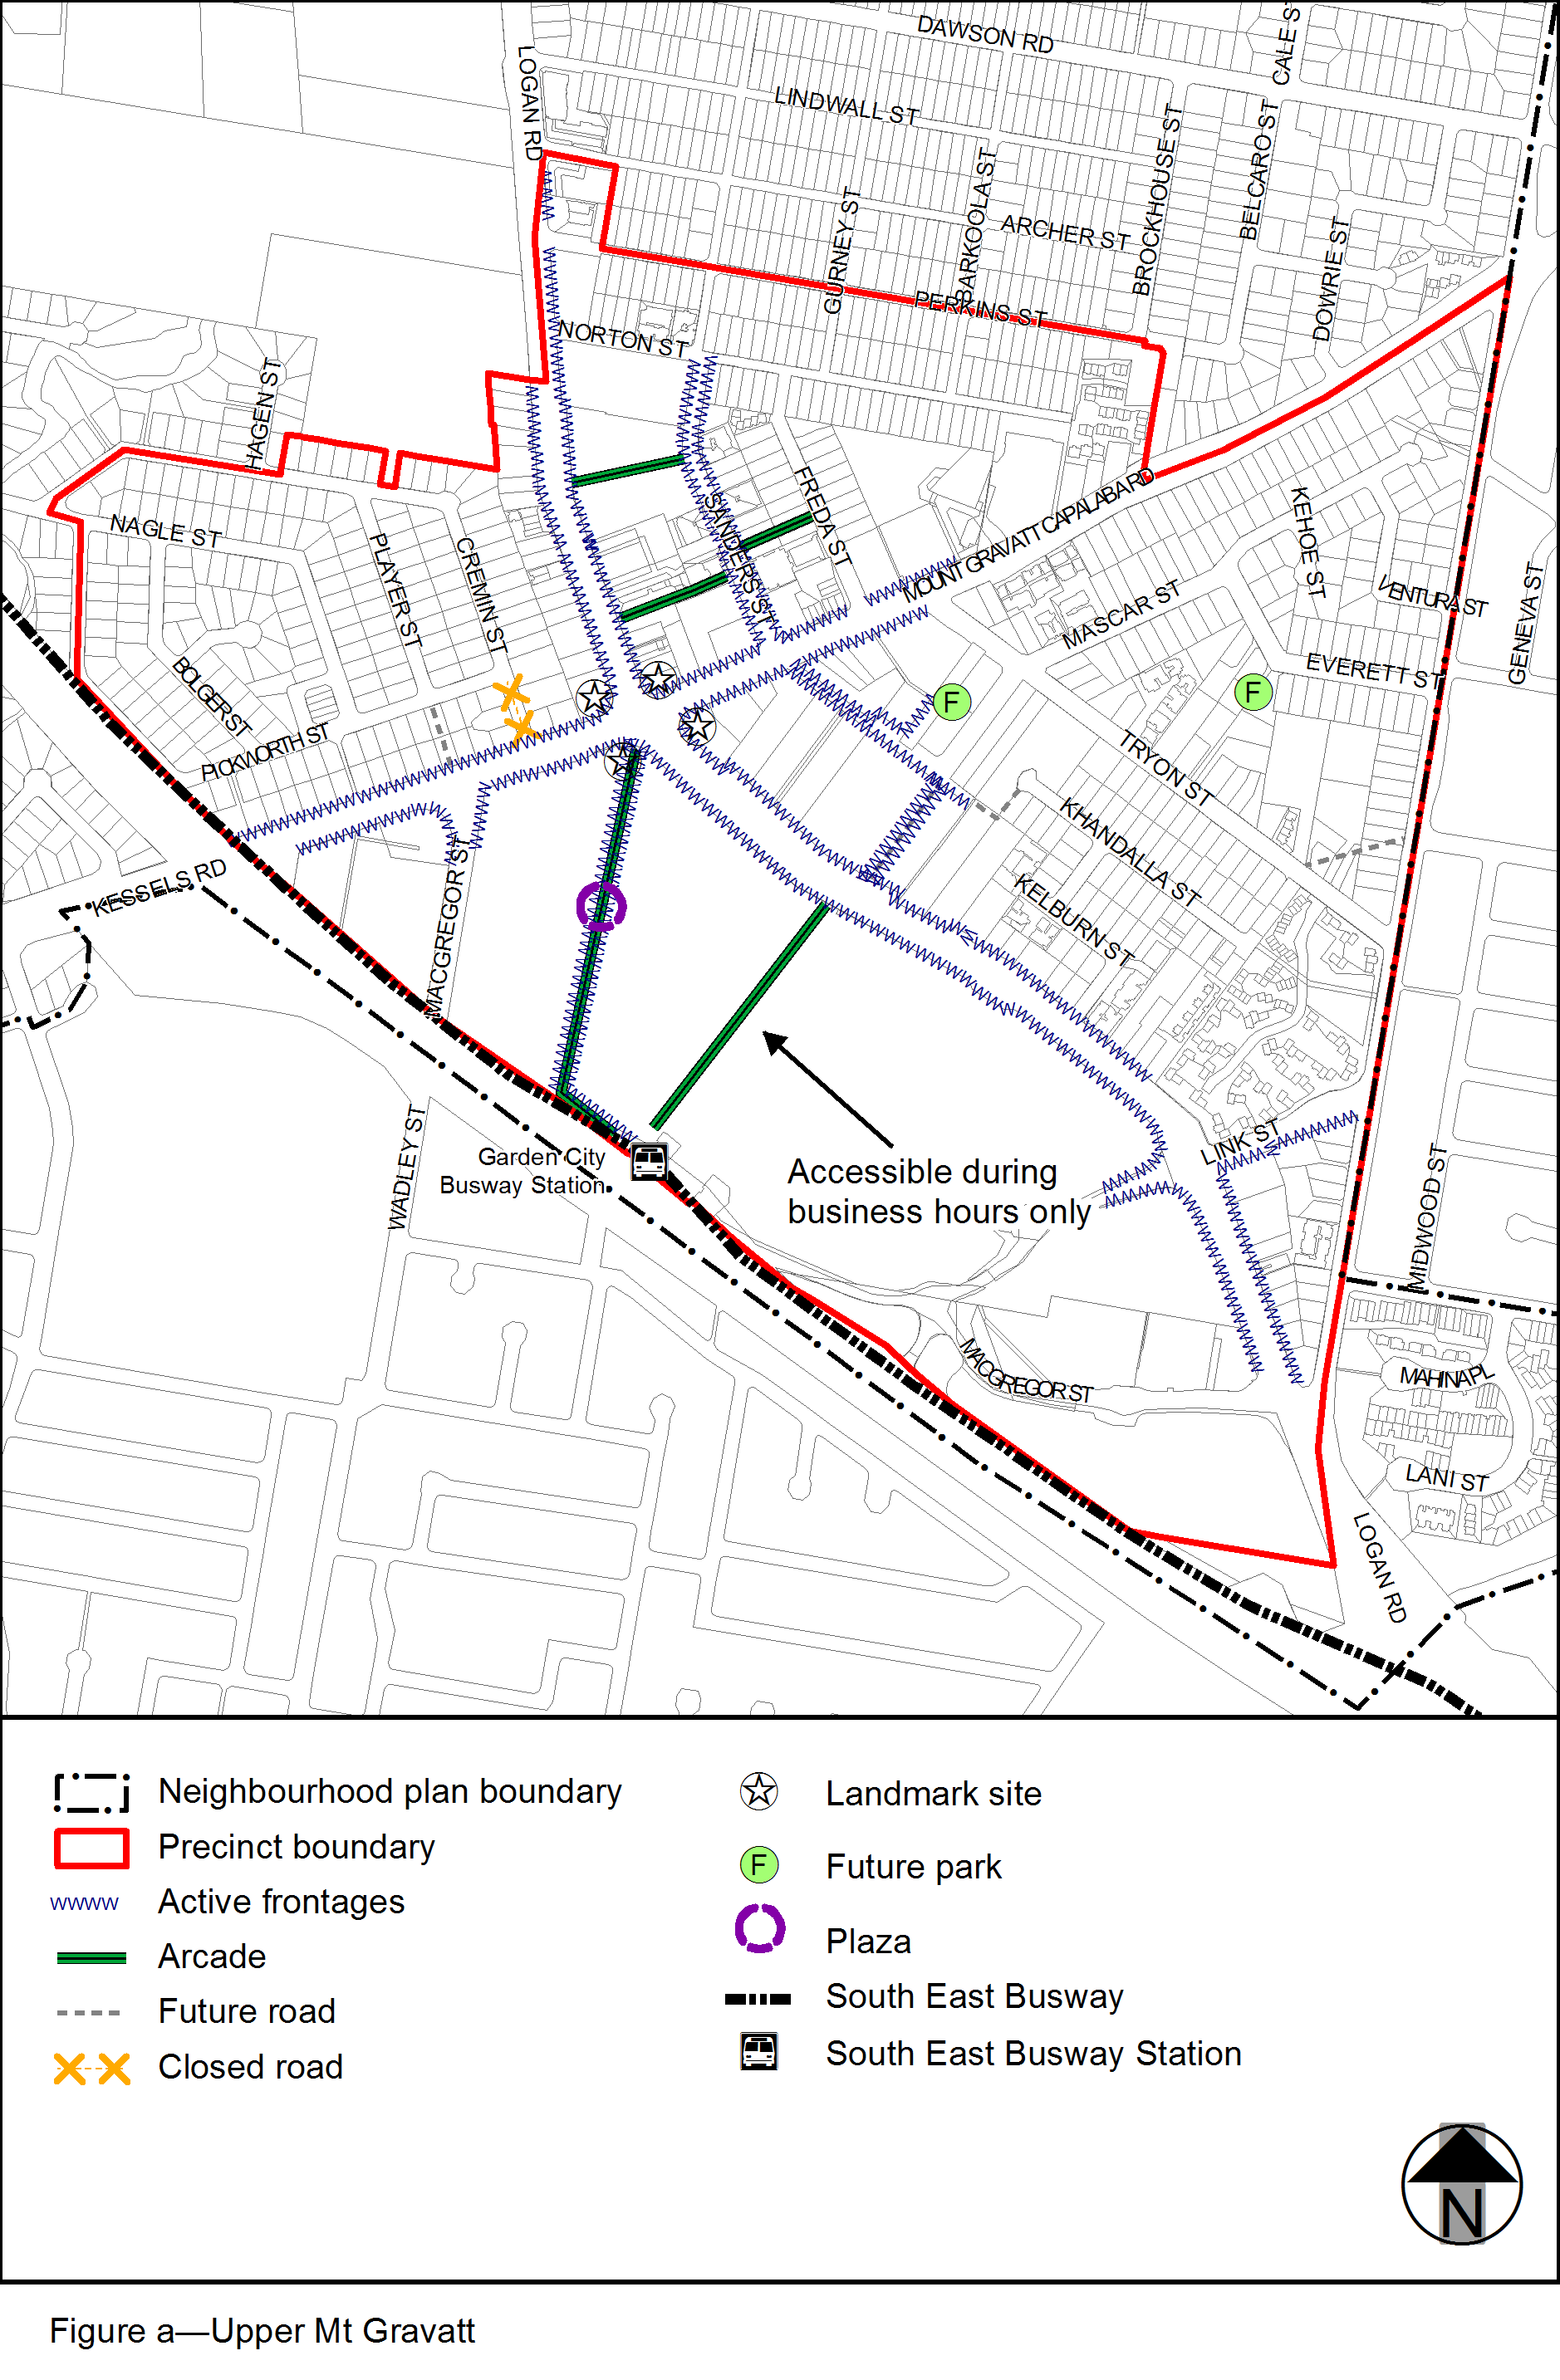 DAWSON RD
CALE ST
LOGAN RD
LINDWALL ST
BROCKHOUSE ST
BELCARO ST
BARKOOLA ST
GURNEY ST
ARCHER ST
DOWRIE ST
PERKINS ST
NORTON ST
HAGEN ST
FREDA ST
SANDERS ST
MOUNT GRAVATT CAPALABA RD
KEHOE ST
NAGLE ST
PLAYER ST
CREMIN ST
VENTURA ST
MASCAR ST
GENEVA ST
EVERETT ST
BOLGER ST
PICKWORTH ST
F
F
TRYON ST
KHANDALLA ST
KELBURN ST
KESSELS RD
MACGREGOR ST
WADLEY ST
LINK ST
MIDWOOD ST
Garden City
Busway Station
Accessible during
business hours only
MACGREGOR ST
MAHINA PL
LANI ST
LOGAN RD
Neighbourhood plan boundary
Precinct boundary
Active frontages
Arcade
Future road
Closed road
Landmark site
F Future park
Plaza
South East Busway
South East Busway Station
N
Figure a—Upper Mt Gravatt